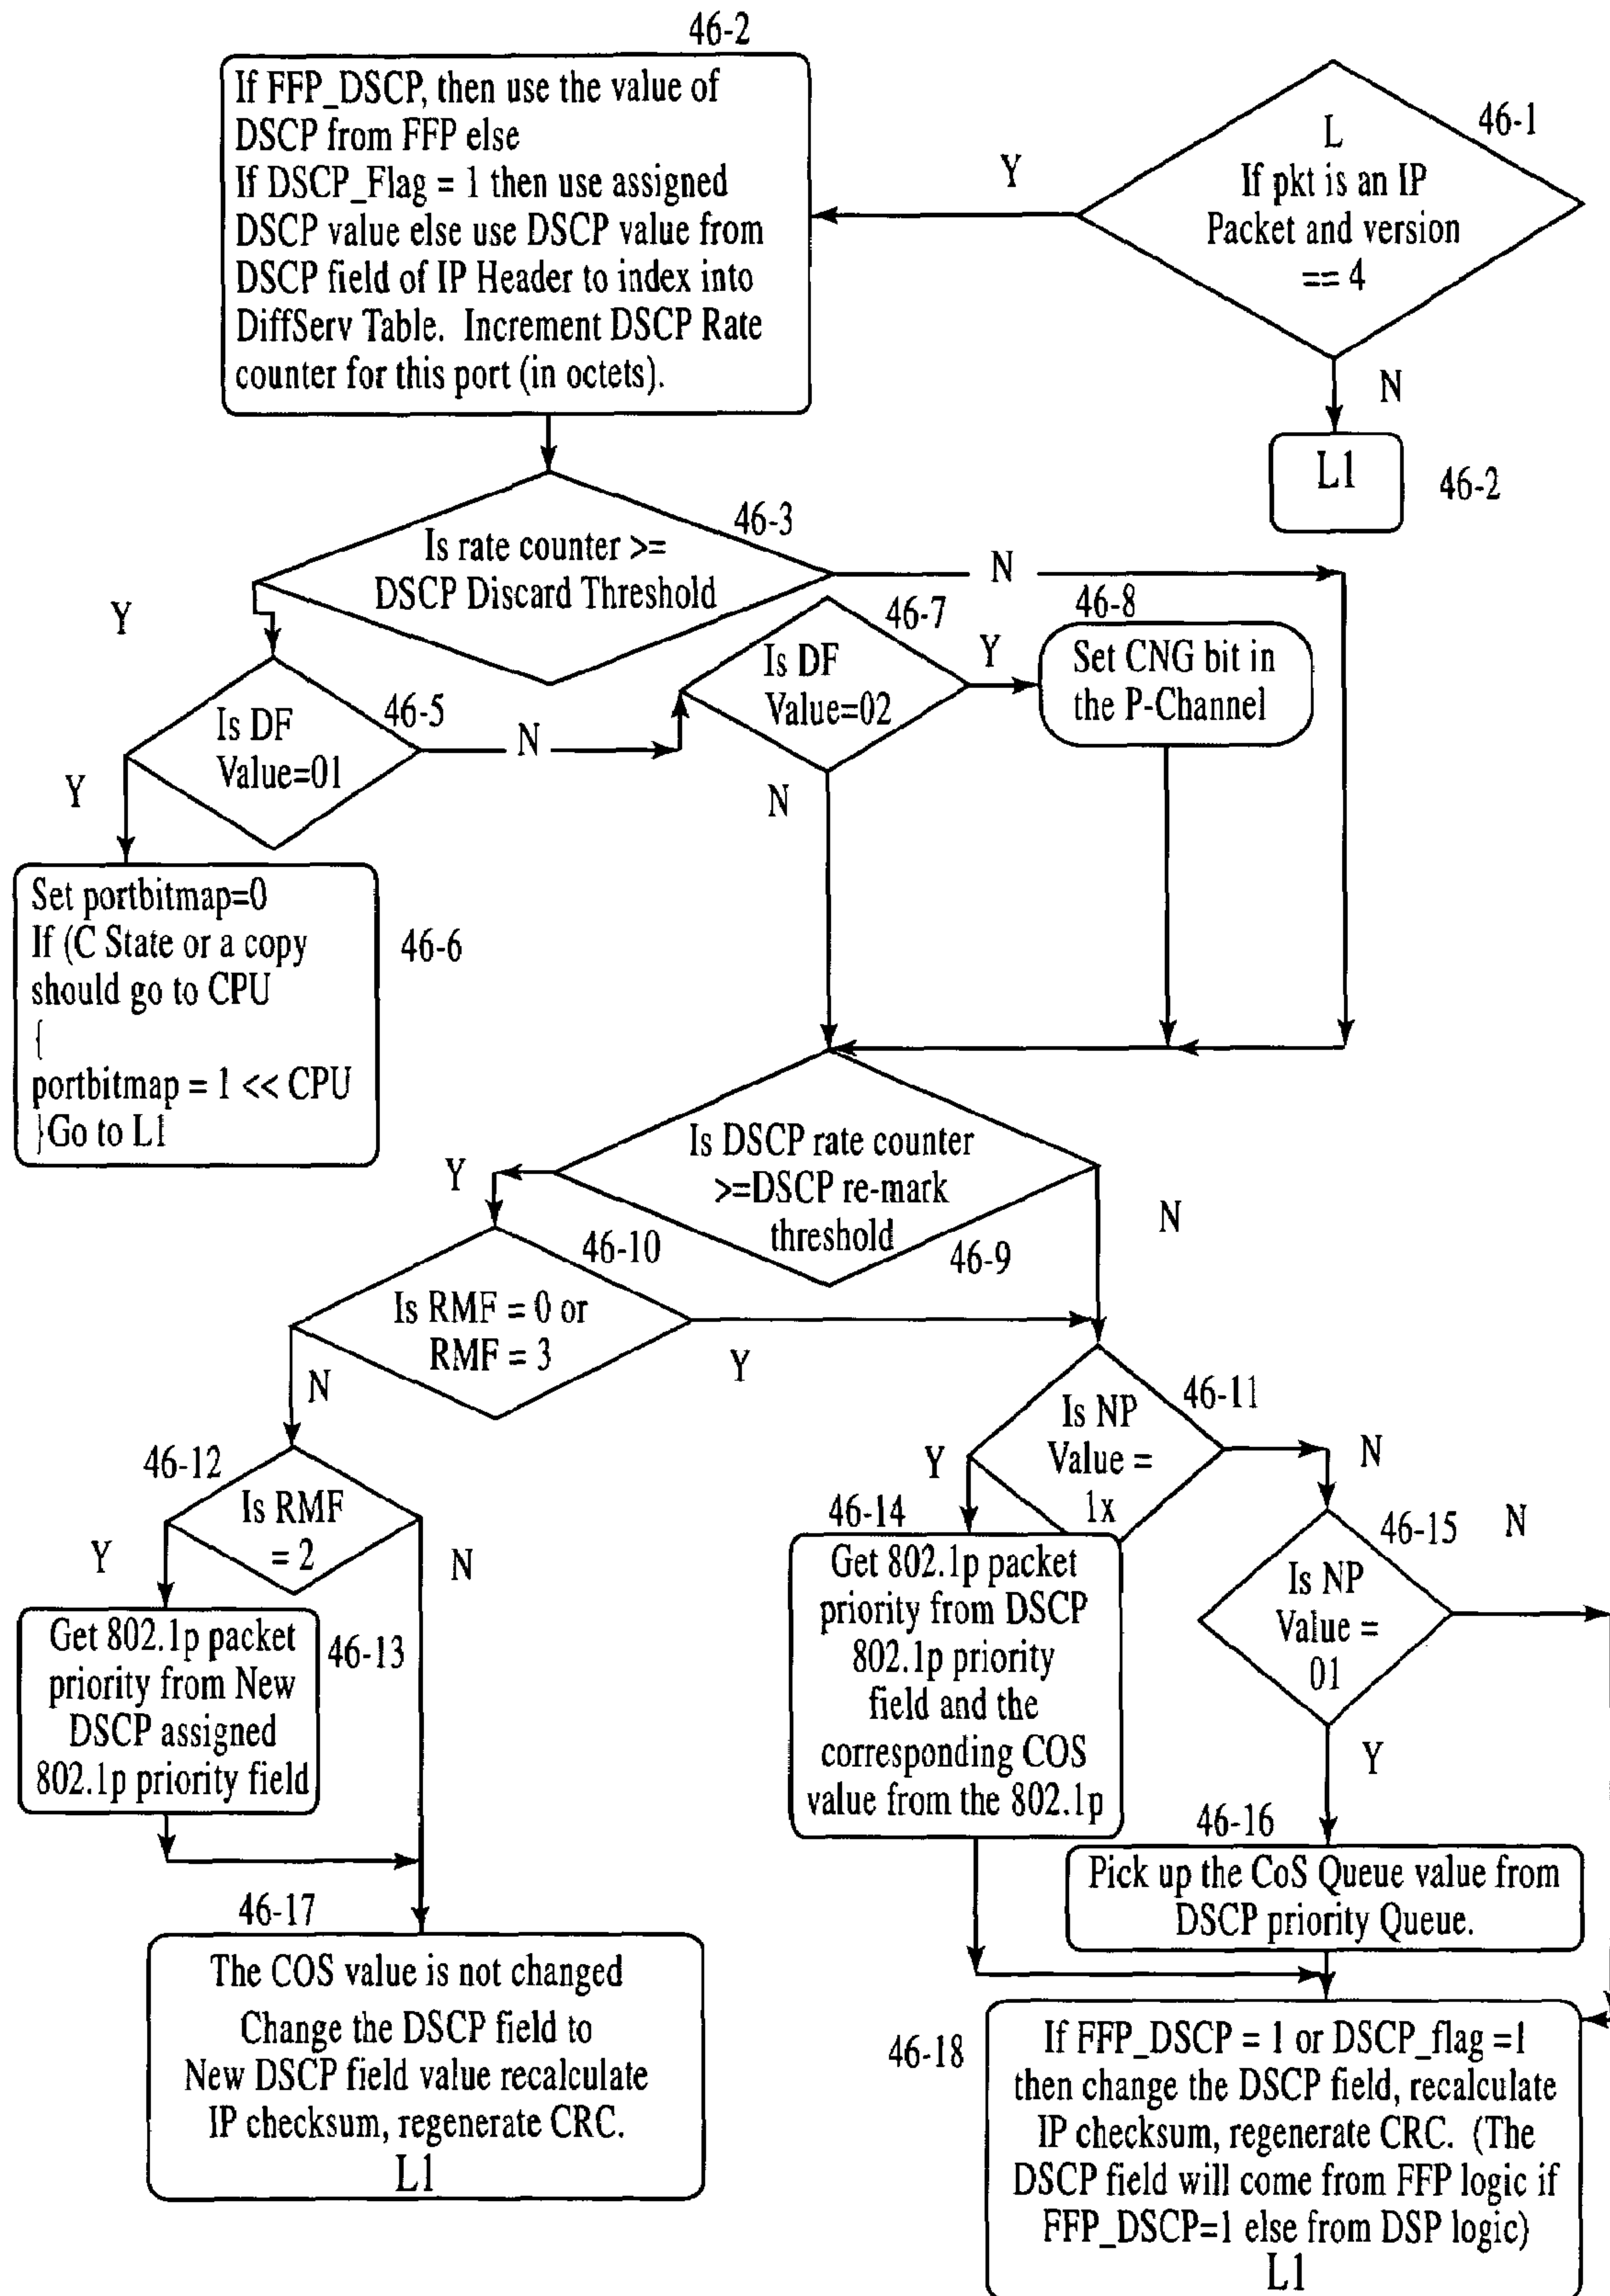 46-2
If FFP_DSCP, then use the value of
DSCP from FFP else
If DSCP_Flag = 1 then use assigned
DSCP value else use DSCP value from
DSCP field of IP Header to index into
DiffServ Table. Increment DSCP Rate
counter for this port (in octets).
46-1
L
If pkt is an IP
Packet and version
== 4
Y
N
L1
46-2
46-3
Is rate counter >=
DSCP Discard Threshold
N
Y
46-5
Is DF
Value=01
N
Y
46-7
Is DF
Value=02
Y
N
46-8
Set CNG bit in
the P-Channel
Set portbitmap=0
If (C State or a copy
should go to CPU
{
portbitmap = 1 << CPU
}Go to L1
46-6
Is DSCP rate counter
>=DSCP re-mark
threshold
46-9
Y
N
46-10
Is RMF = 0 or
RMF = 3
Y
N
46-11
Is NP
Value =
1x
Y
N
46-12
Is RMF
= 2
Y
N
46-13
Get 802.1p packet
priority from New
DSCP assigned
802.1p priority field
46-14
Get 802.1p packet
priority from DSCP
802.1p priority
field and the
corresponding COS
value from the 802.1p
46-15
N
Is NP
Value =
01
Y
46-16
Pick up the CoS Queue value from
DSCP priority Queue.
46-17
The COS value is not changed
Change the DSCP field to
New DSCP field value recalculate
IP checksum, regenerate CRC.
L1
46-18
If FFP_DSCP = 1 or DSCP_flag =1
then change the DSCP field, recalculate
IP checksum, regenerate CRC. (The
DSCP field will come from FFP logic if
FFP_DSCP=1 else from DSP logic)
L1